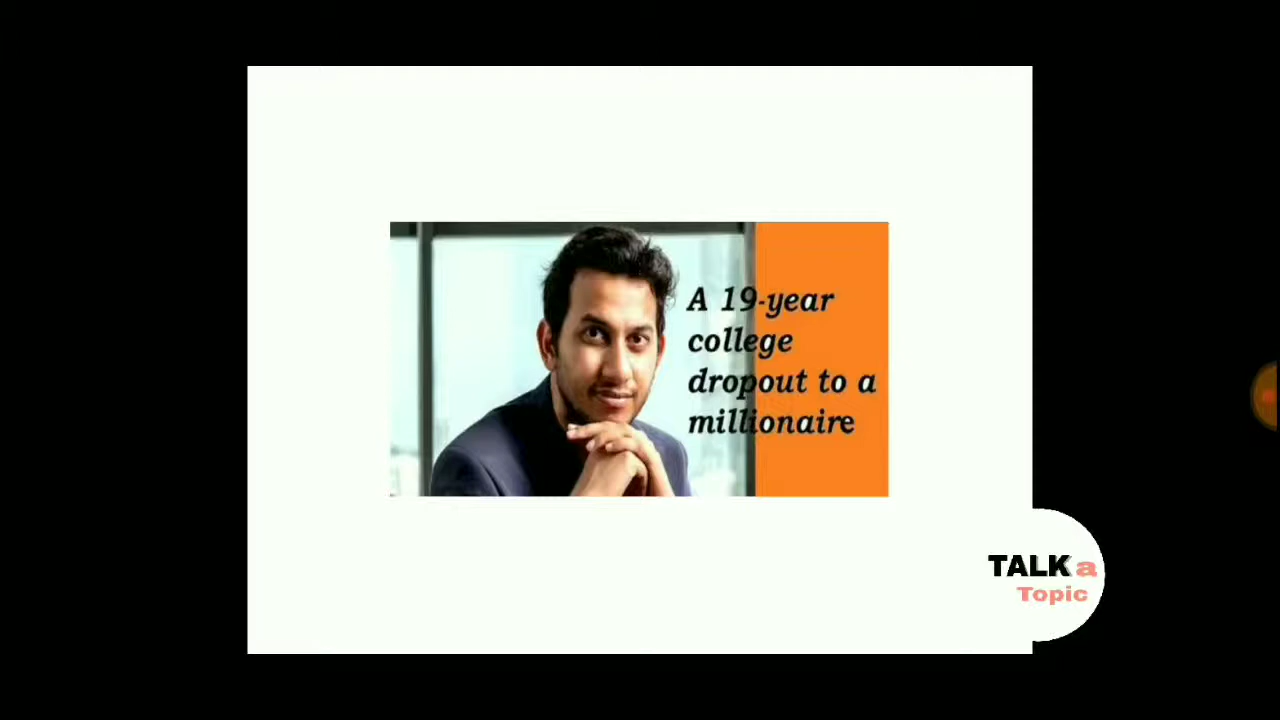 A 19-year
college
dropout to a
millionaire
TALK a
Topic